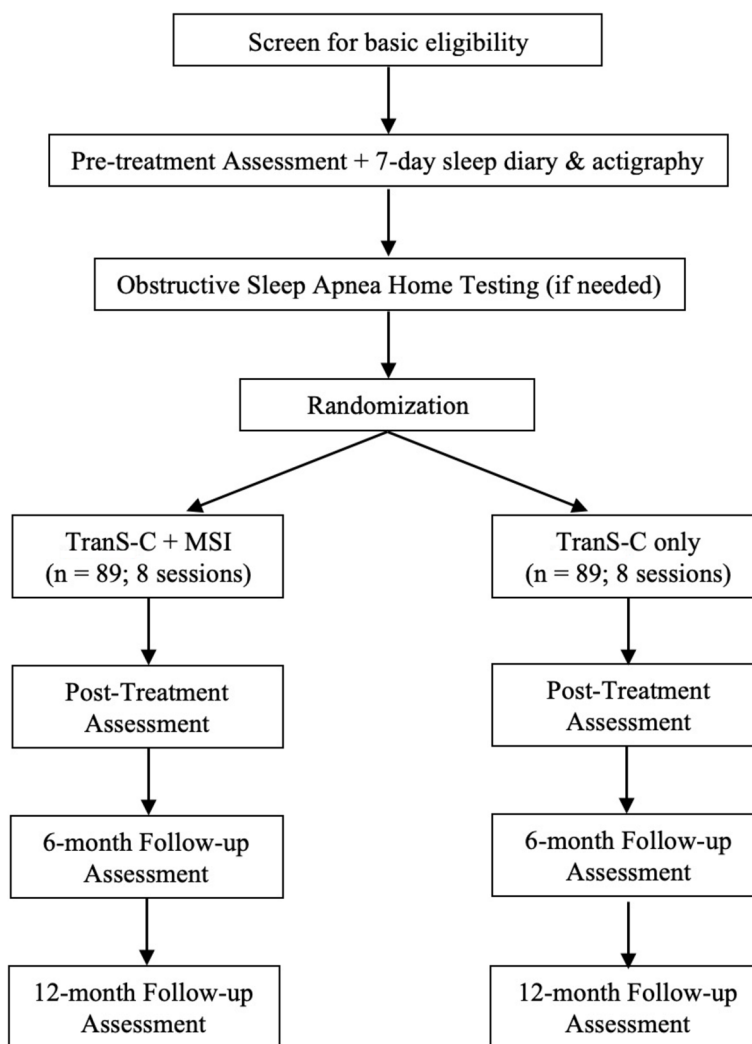 Screen for basic eligibility
Pre-treatment Assessment + 7-day sleep diary & actigraphy
Obstructive Sleep Apnea Home Testing (if needed)
Randomization
TranS-C + MSI
(n = 89; 8 sessions)
TranS-C only
(n = 89; 8 sessions)
Post-Treatment
Assessment
Post-Treatment
Assessment
6-month Follow-up
Assessment
6-month Follow-up
Assessment
12-month Follow-up
Assessment
12-month Follow-up
Assessment